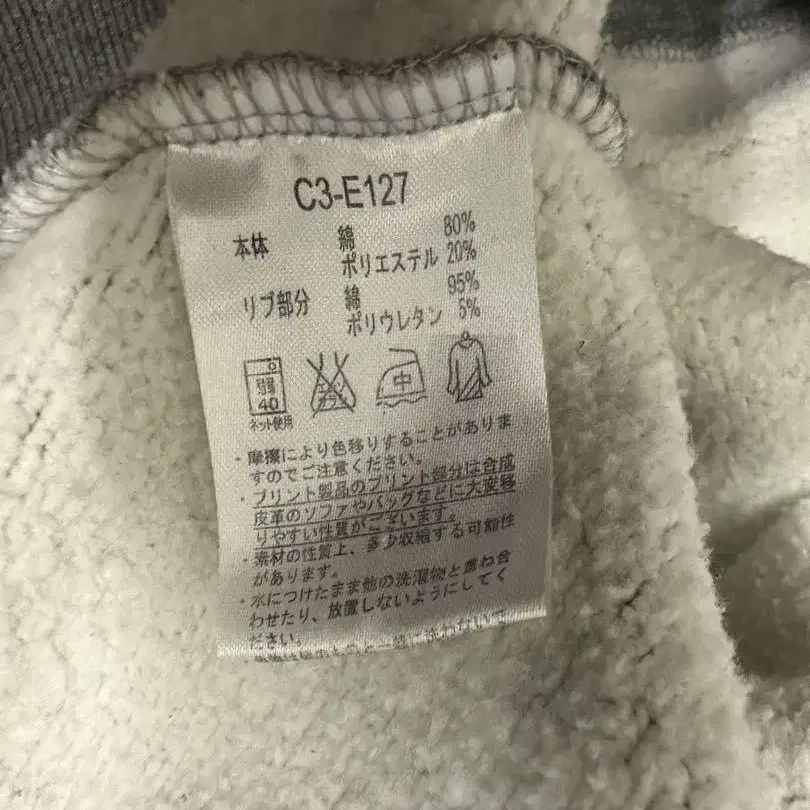 C3-E127
本体 綿 80%
ポリエステル 20%
リブ部分 綿 95%
ポリウレタン 5%
弱
40
ネット使用
エンソ
中
・摩擦により色移りすることがありま
すのでご注意ください。
・プリント製品のプリント部分は合成
皮革のソファやバッグなどに大変移
りやすい性質がございます。
・素材の性質上、多少収縮する可能性
があります。
・水につけたまま他の洗濯物と重ね合
わせたり、放置しないようにしてく
ださい。